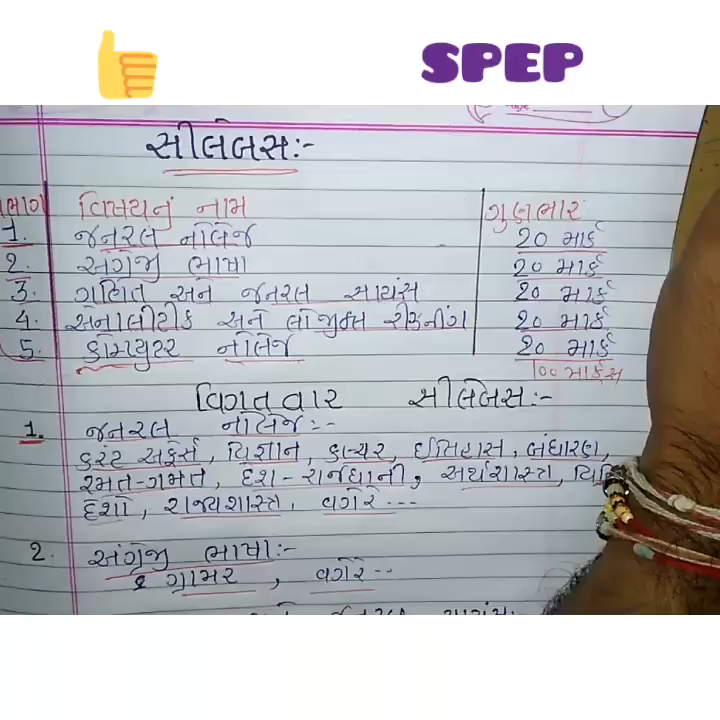 SPEP
સીલેબસ:-
ભાગ વિષયનું નામ ગુણભાર
1. જનરલ નોલેજ 20 માર્ક
2. અંગ્રેજી ભાષા 20 માર્ક
3. ગણિત અને જનરલ સાયંસ 20 માર્ક
4. એનાલીટીક અને લોજીકલ રીઝનીંગ 20 માર્ક
5. કોમ્પ્યુટર નોલેજ 20 માર્ક
100 માર્ક્સ
વિગતવાર સીલેબસ:-
1. જનરલ નોલેજ:-
કરંટ અફેર્સ, વિજ્ઞાન, કલ્ચર, ઈતિહાસ, બંધારણ,
રમત-ગમત, દેશ-રાજધાની, અર્થશાસ્ત્ર,
દેશો, રાજ્યશાસ્ત્ર, વગેરે---
2. અંગ્રેજી ભાષા:-
ગ્રામર, વગેરે--